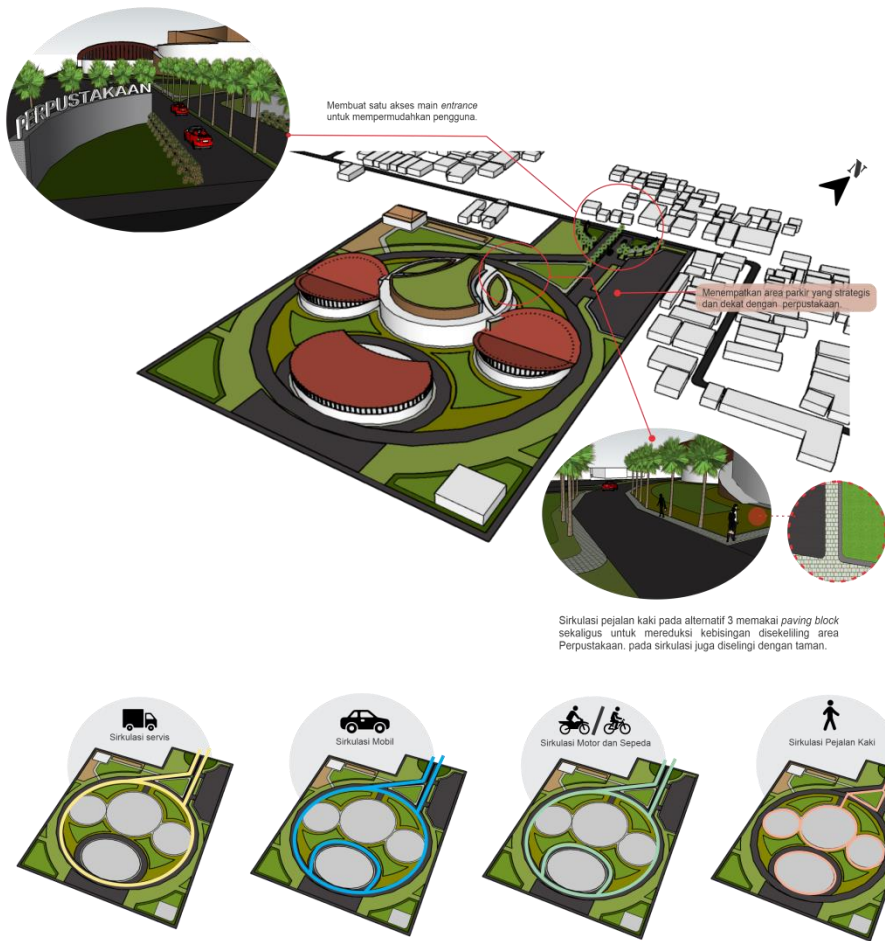 PERPUSTAKAAN
Membuat satu akses main entrance
untuk mempermudahkan pengguna.
N
Menempatkan area parkir yang strategis
dan dekat dengan perpustakaan.
Sirkulasi pejalan kaki pada alternatif 3 memakai paving block
sekaligus untuk mereduksi kebisingan disekeliling area
Perpustakaan. pada sirkulasi juga diselingi dengan taman.
Sirkulasi servis
Sirkulasi Mobil
Sirkulasi Motor dan Sepeda
Sirkulasi Pejalan Kaki